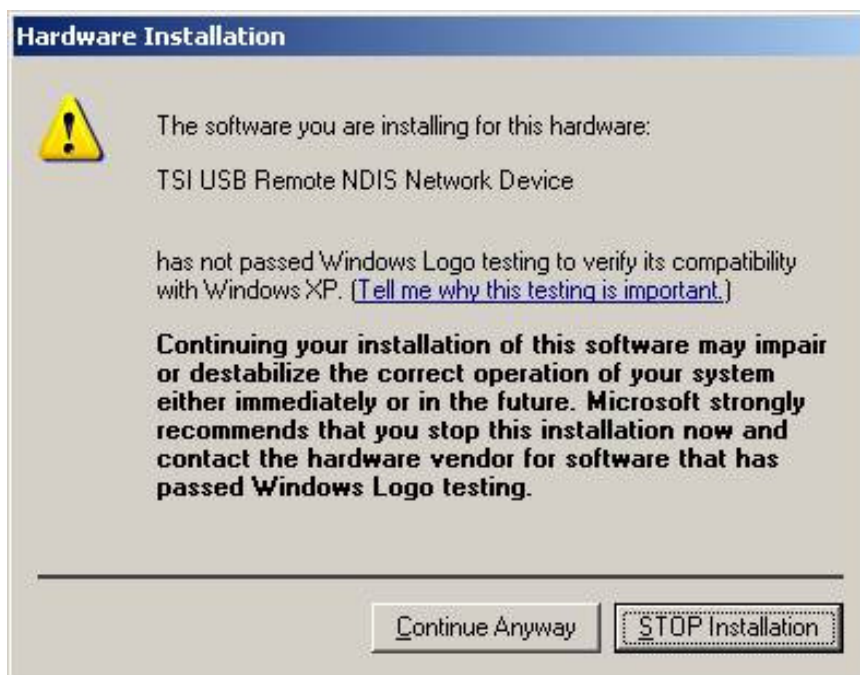 Hardware Installation
The software you are installing for this hardware:
TSI USB Remote NDIS Network Device
has not passed Windows Logo testing to verify its compatibility
with Windows XP. (Tell me why this testing is important.)
Continuing your installation of this software may impair
or destabilize the correct operation of your system
either immediately or in the future. Microsoft strongly
recommends that you stop this installation now and
contact the hardware vendor for software that has
passed Windows Logo testing.
Continue Anyway STOP Installation